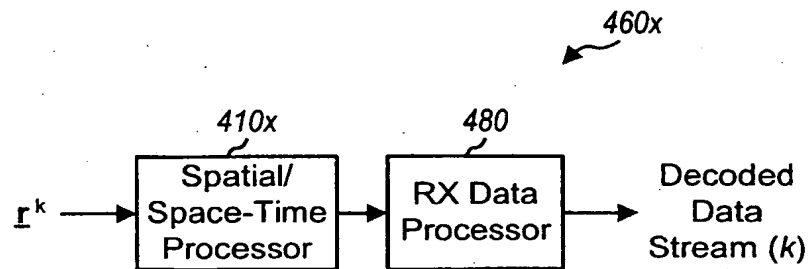 460x
410x
480
Spatial/
Space-Time
Processor
RX Data
Processor
Decoded
Data
Stream (k)
r k